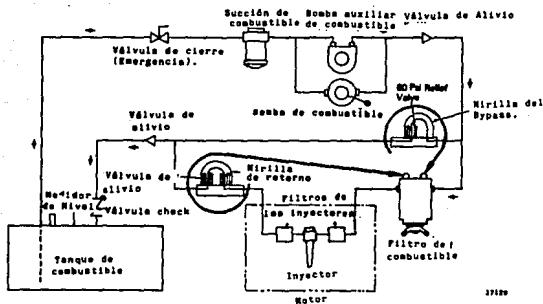 Succión de
combustible
Bomba auxiliar
de combustible
Válvula de Alivio
Válvula de cierre
(Emergencia).
Bomba de combustible
60 Psi Relief
Valve
Mirilla del
Bypass.
Válvula de
alivio
Válvula de
alivio
Mirilla
de retorno
Medidor
de Nivel
Válvula check
Filtros de
los inyectores
Filtro de
combustible
Tanque de
combustible
Inyector
Motor